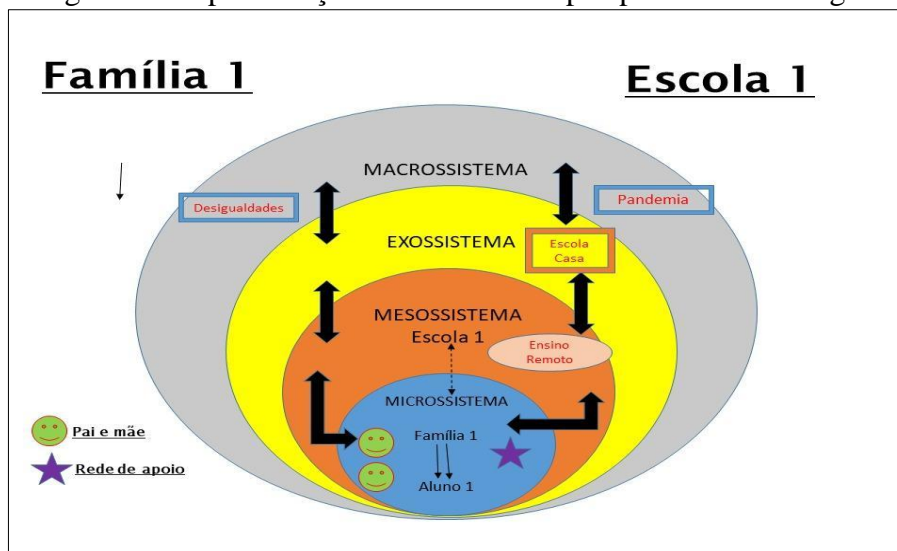 Família 1
Escola 1
MACROSSISTEMA
Desigualdades
Pandemia
EXOSSISTEMA
Escola
Casa
MESOSSISTEMA
Escola 1
Ensino
Remoto
MICROSSISTEMA
Família 1
Aluno 1
Pai e mãe
Rede de apoio